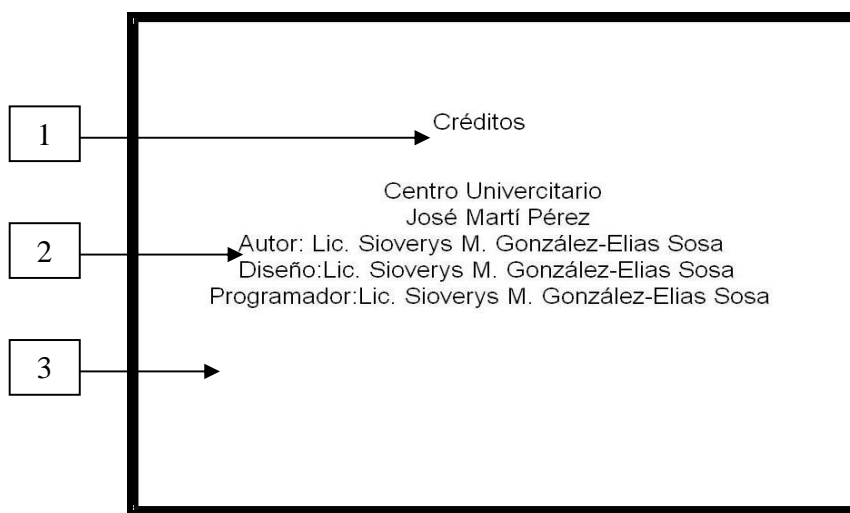 1
Créditos
Centro Univercitario
José Martí Pérez
2
Autor: Lic. Sioverys M. González-Elias Sosa
Diseño:Lic. Sioverys M. González-Elias Sosa
Programador:Lic. Sioverys M. González-Elias Sosa
3